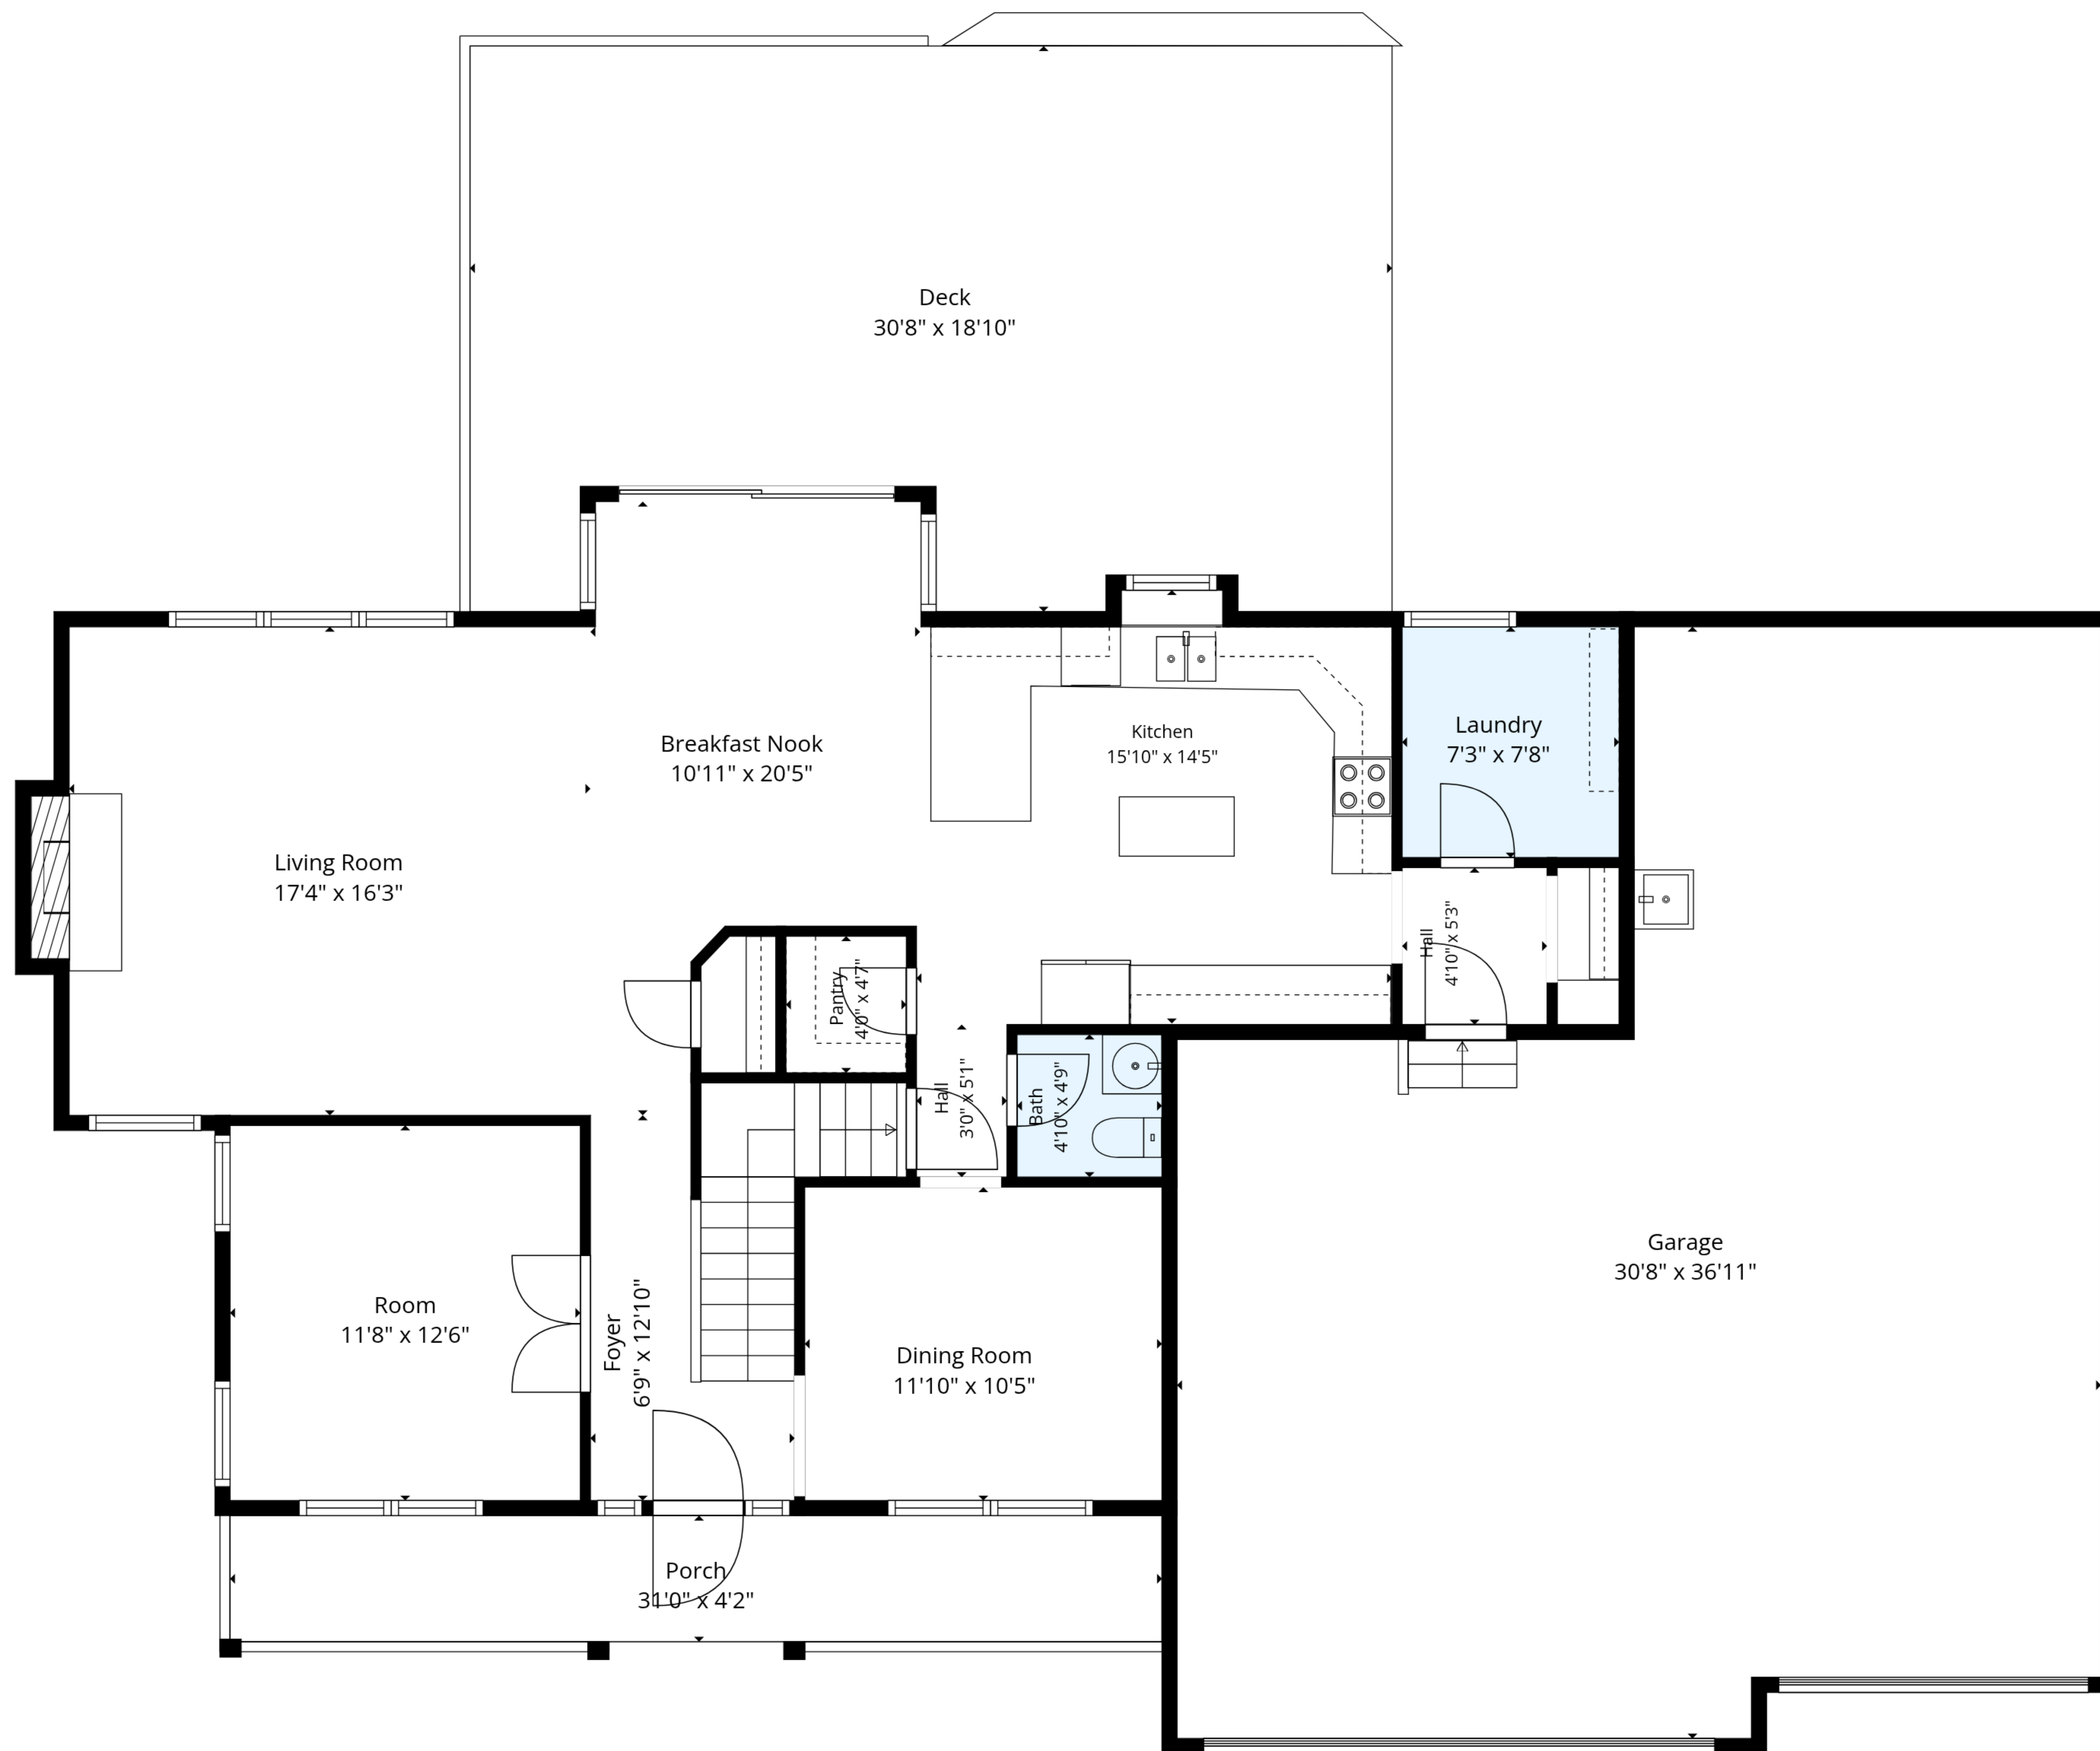 Deck
30'8" x 18'10"
Breakfast Nook
10'11" x 20'5"
Kitchen
15'10" x 14'5"
Laundry
7'3" x 7'8"
Living Room
17'4" x 16'3"
Hall
4'10" x 5'3"
Pantry
4'0" x 4'7"
Hall
3'0" x 5'1"
Bath
4'10" x 4'9"
Garage
30'8" x 36'11"
Room
11'8" x 12'6"
Foyer
6'9" x 12'10"
Dining Room
11'10" x 10'5"
Porch
31'0" x 4'2"